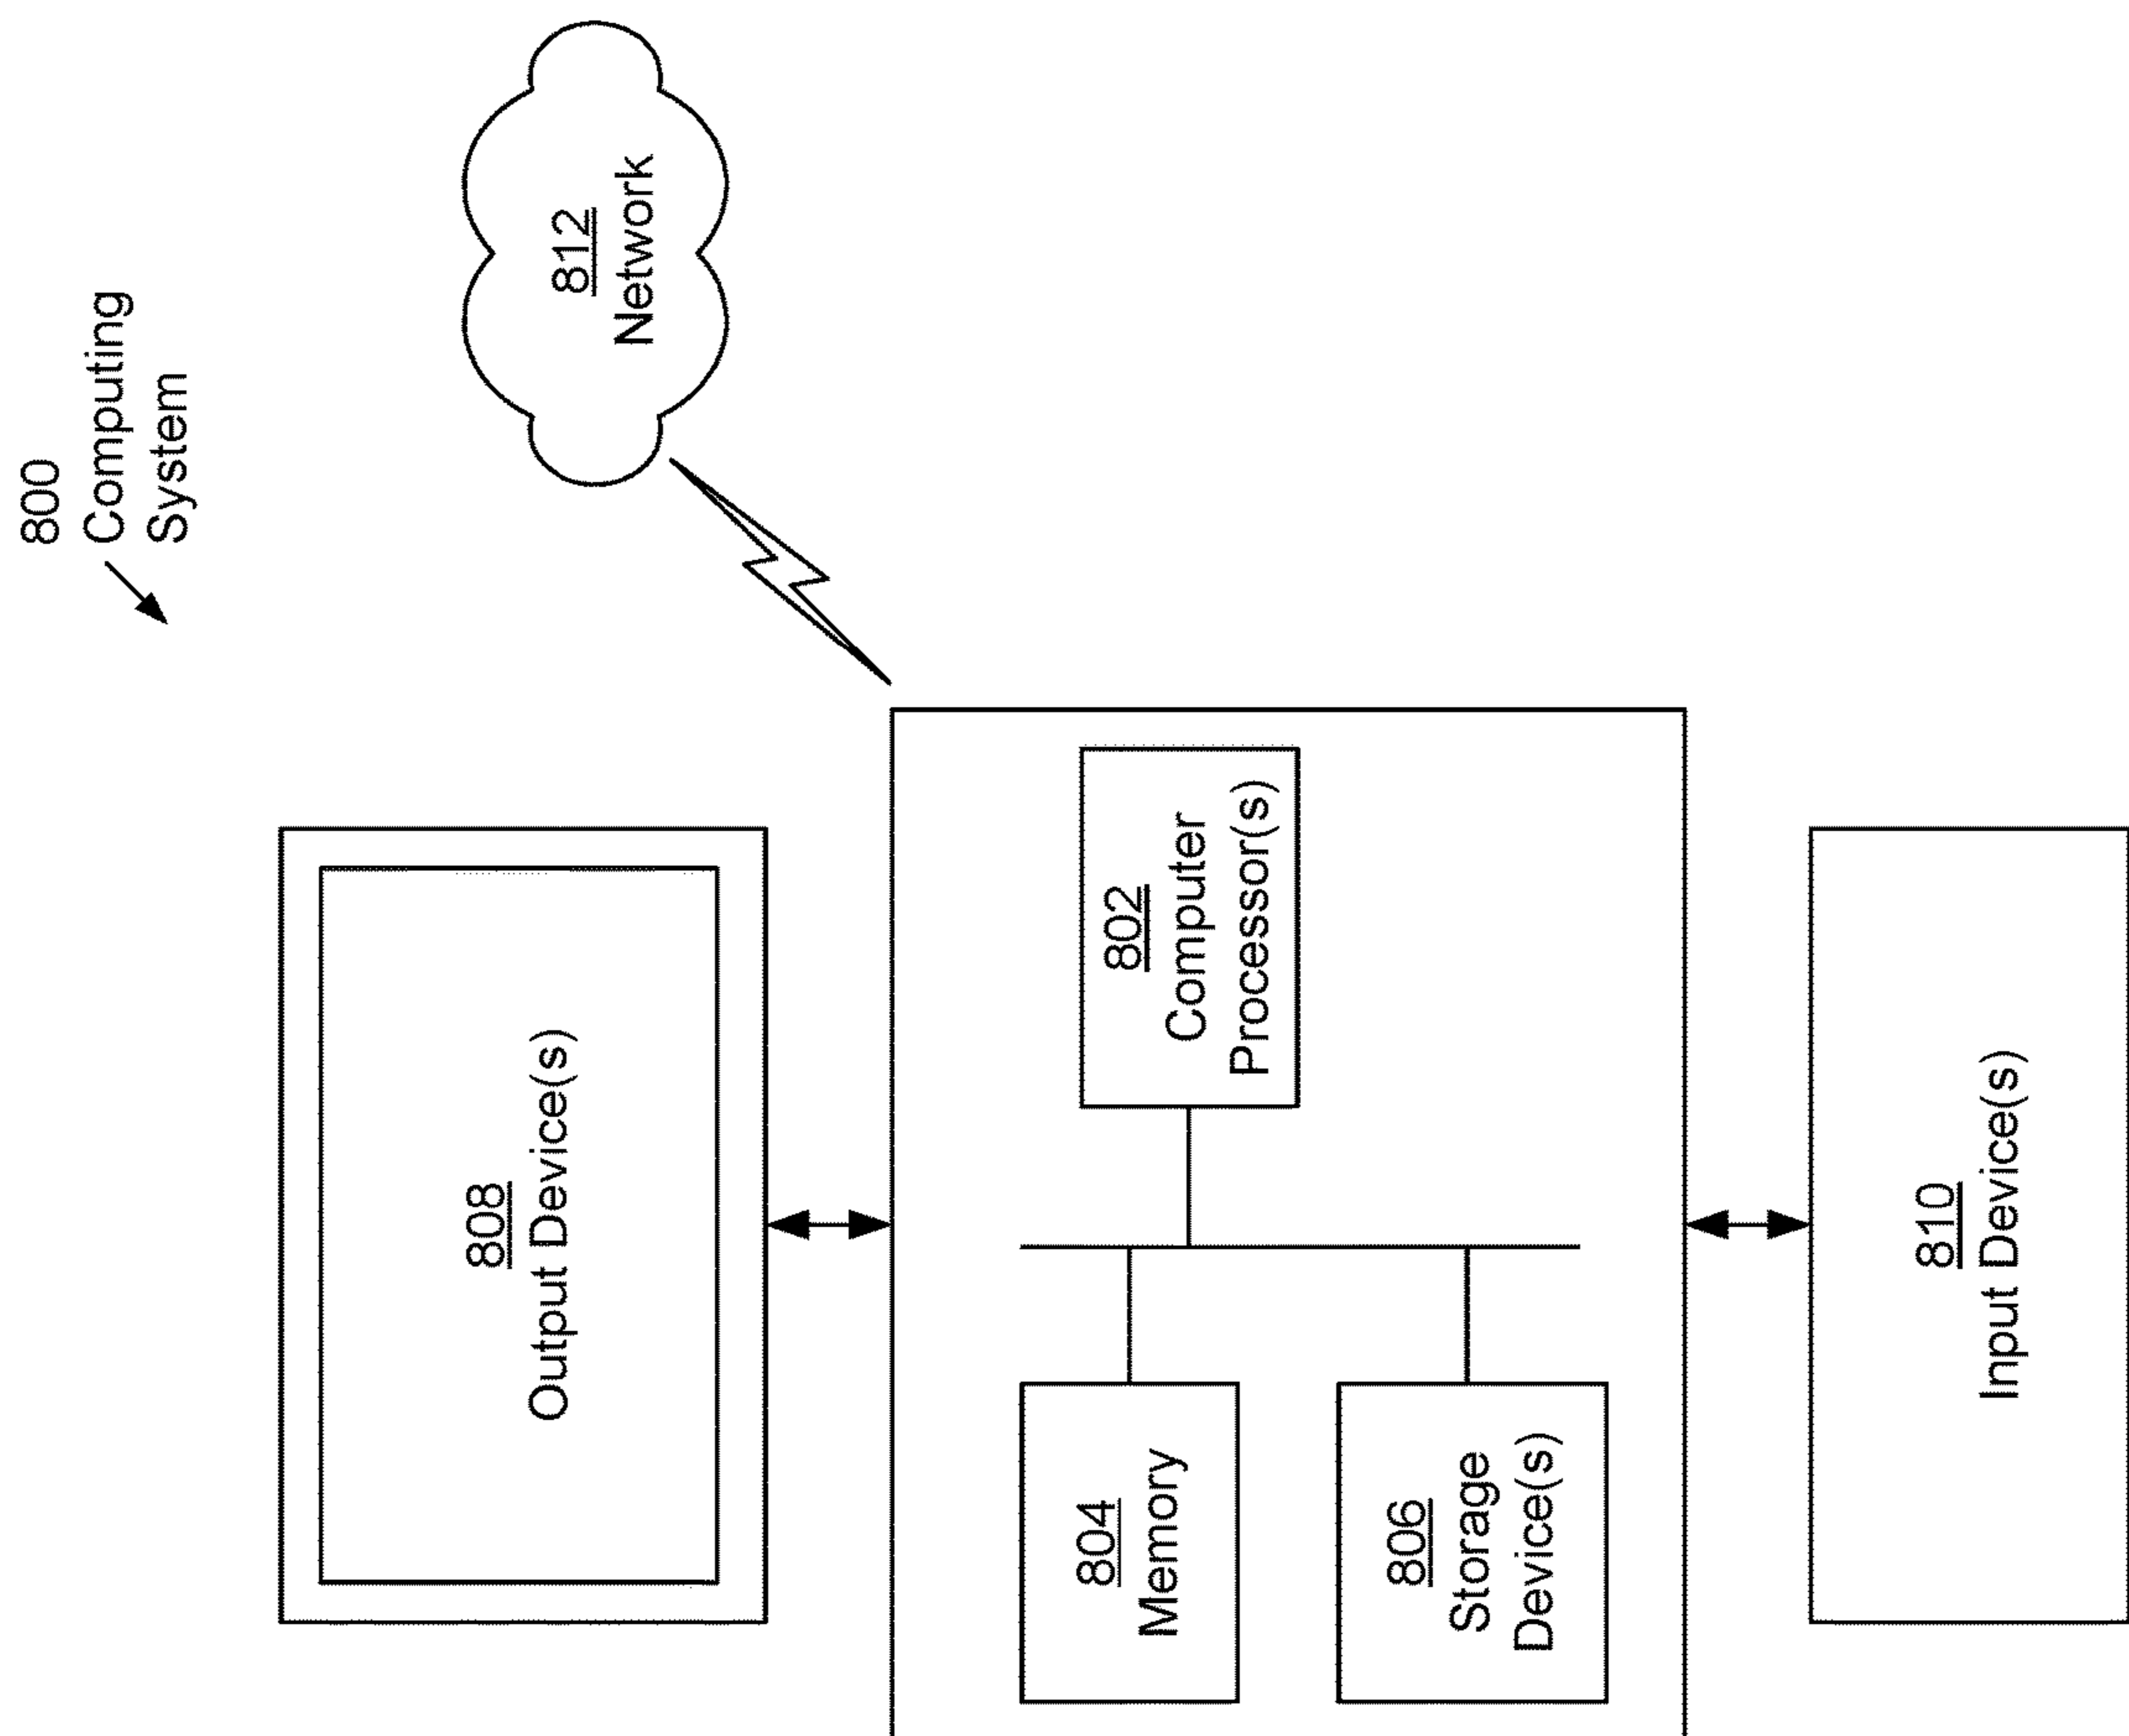 800
Computing
System
812
Network
808
Output Device(s)
802
Computer
Processor(s)
804
Memory
806
Storage
Device(s)
810
Input Device(s)